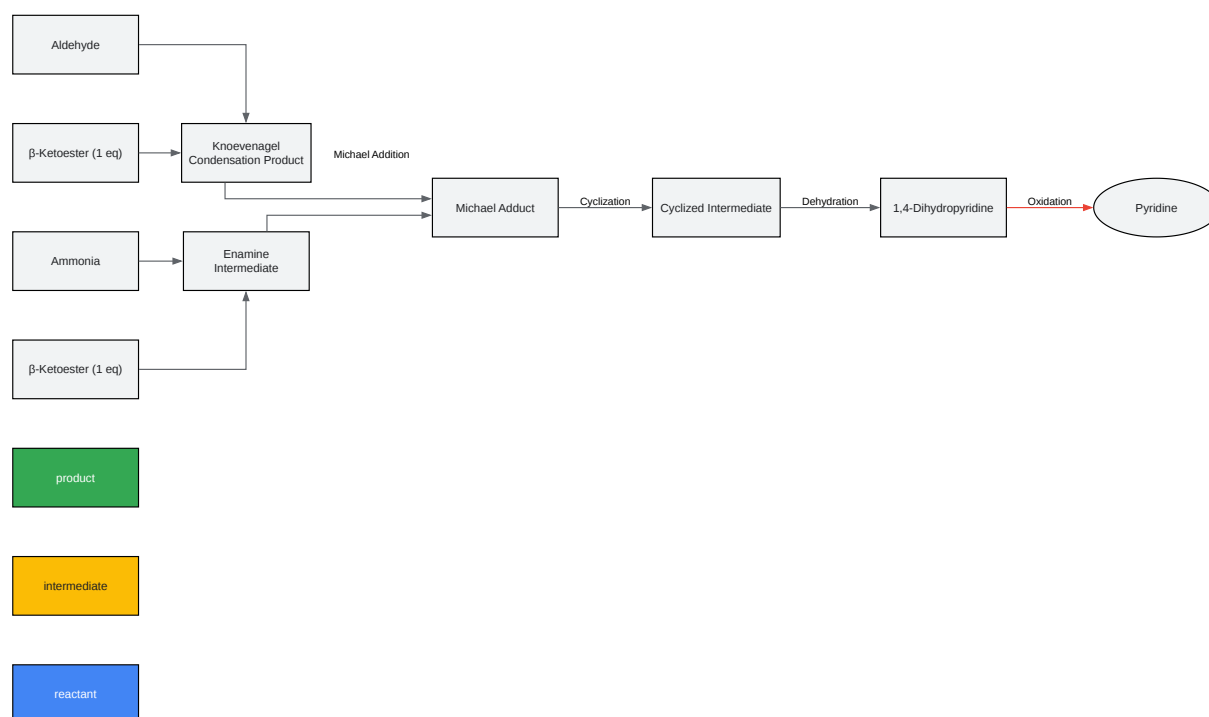 Aldehyde
β-Ketoester (1 eq)
Knoevenagel
Condensation Product
Michael Addition
Michael Adduct
Cyclization
Cyclized Intermediate
Dehydration
1,4-Dihydropyridine
Oxidation
Pyridine
Ammonia
Enamine
Intermediate
β-Ketoester (1 eq)
product
intermediate
reactant